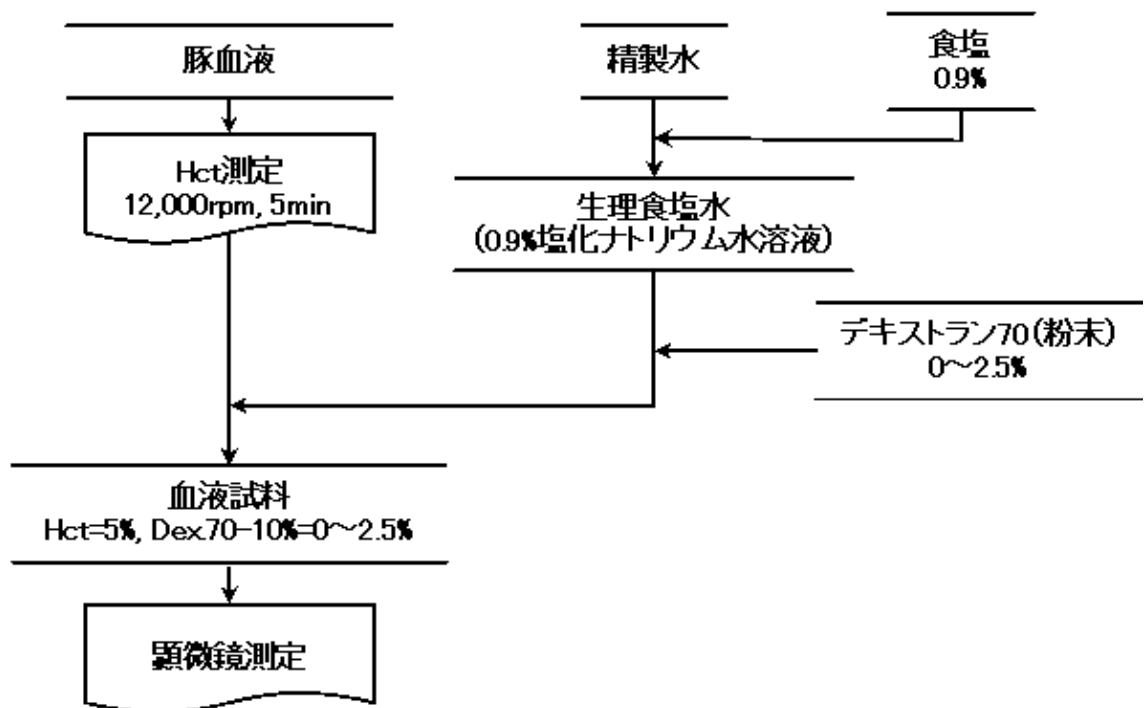 豚血液
精製水
食塩
0.9%
Hct測定
12,000rpm, 5min
生理食塩水
(0.9%塩化ナトリウム水溶液)
デキストラン70(粉末)
0~2.5%
血液試料
Hct=5%, Dex.70-10%=0~2.5%
顕微鏡測定